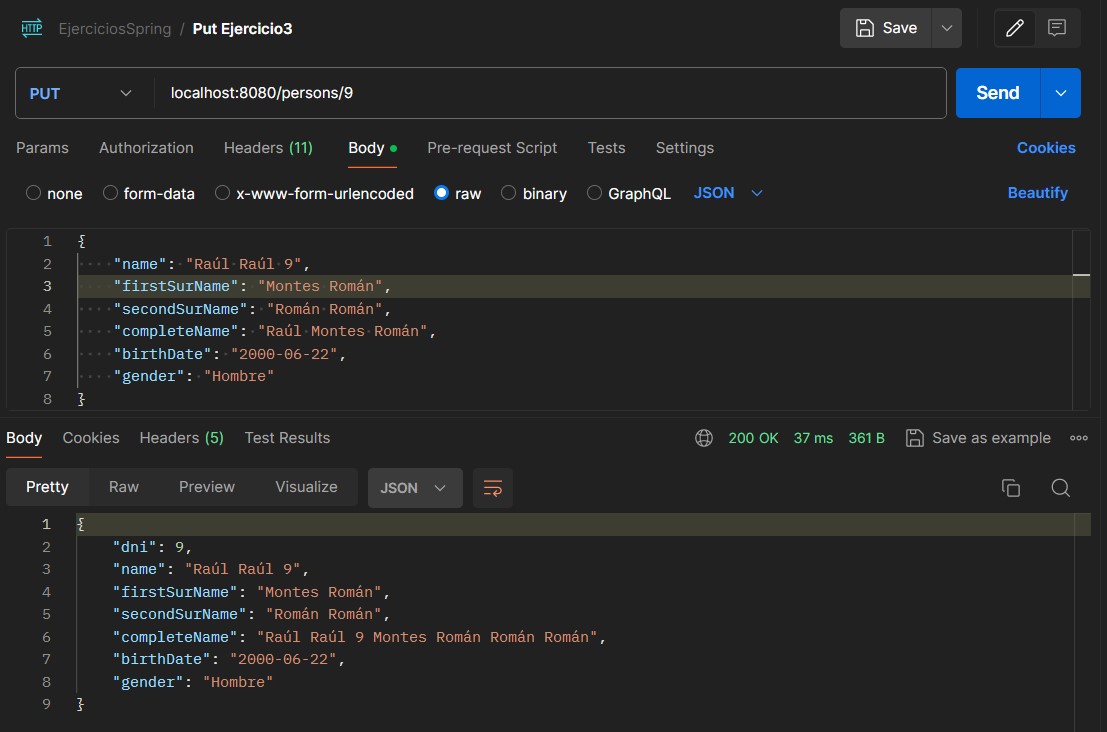 HTTP EjerciciosSpring / Put Ejercicio3 Save
PUT localhost:8080/persons/9 Send
Params Authorization Headers (11) Body Pre-request Script Tests Settings Cookies
none form-data x-www-form-urlencoded raw binary GraphQL JSON Beautify
1 {
2 "name": "Raúl Raúl 9",
3 "firstSurName": "Montes Román",
4 "secondSurName": "Román Román",
5 "completeName": "Raúl Montes Román",
6 "birthDate": "2000-06-22",
7 "gender": "Hombre"
8 }
Body Cookies Headers (5) Test Results 200 OK 37 ms 361 B Save as example
Pretty Raw Preview Visualize JSON
1 {
2 "dni": 9,
3 "name": "Raúl Raúl 9",
4 "firstSurName": "Montes Román",
5 "secondSurName": "Román Román",
6 "completeName": "Raúl Raúl 9 Montes Román Román Román",
7 "birthDate": "2000-06-22",
8 "gender": "Hombre"
9 }